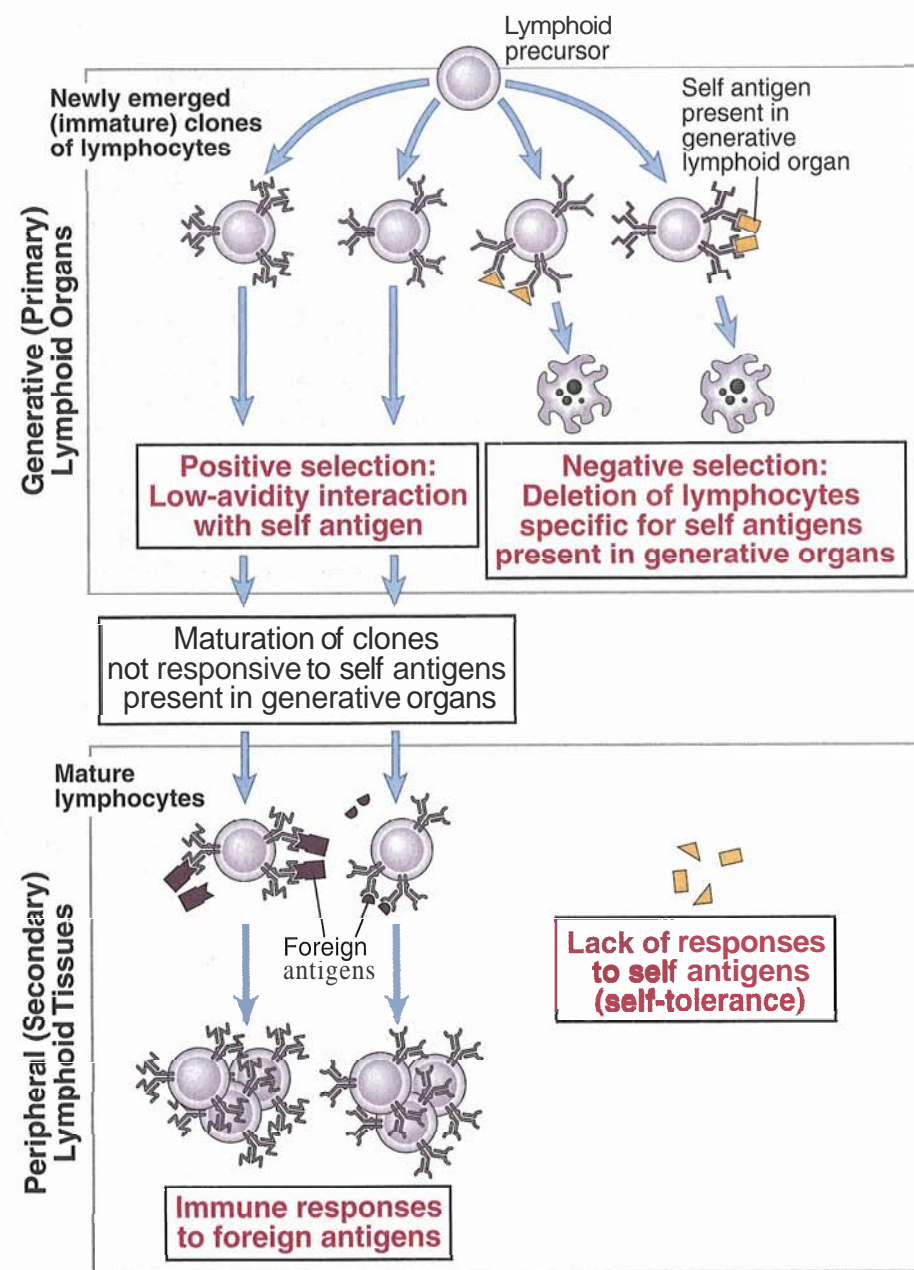 Lymphoid
precursor
Newly emerged
(immature) clones
of lymphocytes
Self antigen
present in
generative
lymphoid organ
Generative (Primary)
Lymphoid Organs
Positive selection:
Low-avidity interaction
with self antigen
Negative selection:
Deletion of lymphocytes
specific for self antigens
present in generative organs
Maturation of clones
not responsive to self antigens
present in generative organs
Mature
lymphocytes
Peripheral (Secondary)
Lymphoid Tissues
Foreign
antigens
Lack of responses
to self antigens
(self-tolerance)
Immune responses
to foreign antigens